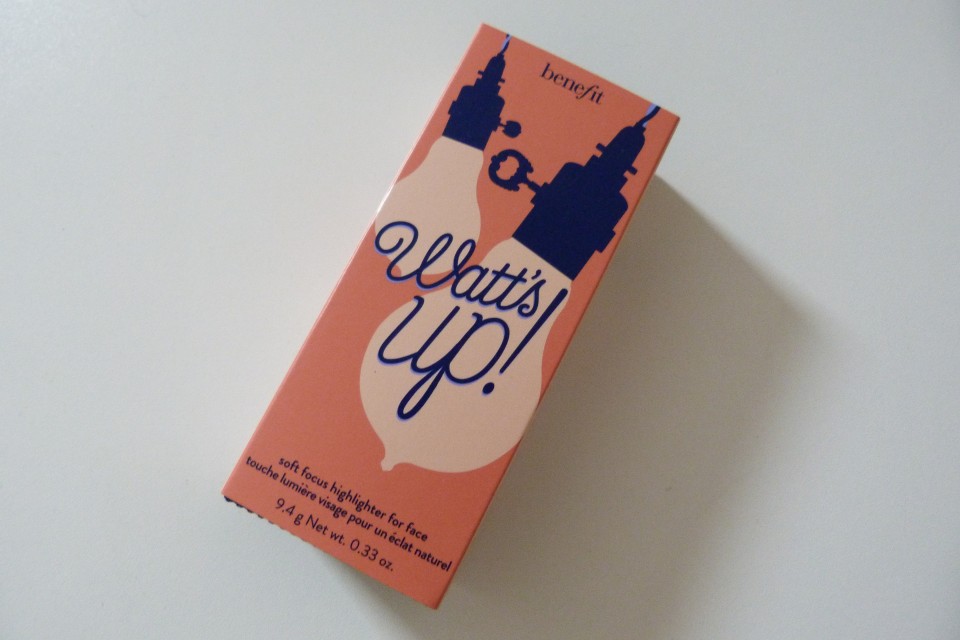 benefit
Watt's
up!
soft focus highlighter for face
touche lumière visage pour un éclat naturel
9.4 g Net wt. 0.33 oz.